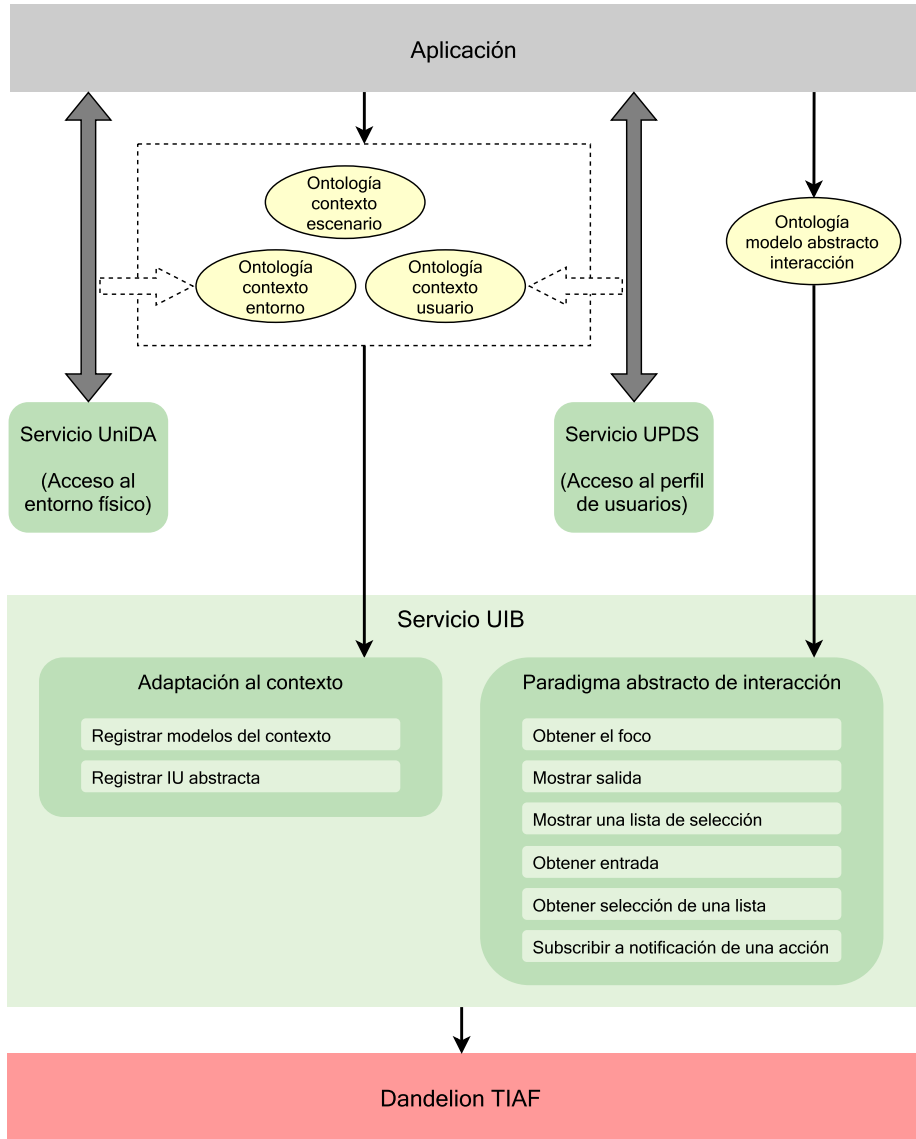 Aplicación
Ontología
contexto
escenario
Ontología
contexto
entorno
Ontología
contexto
usuario
Ontología
modelo abstracto
interacción
Servicio UniDA
(Acceso al
entorno físico)
Servicio UPDS
(Acceso al perfil
de usuarios)
Servicio UIB
Adaptación al contexto
Registrar modelos del contexto
Registrar IU abstracta
Paradigma abstracto de interacción
Obtener el foco
Mostrar salida
Mostrar una lista de selección
Obtener entrada
Obtener selección de una lista
Subscribir a notificación de una acción
Dandelion TIAF